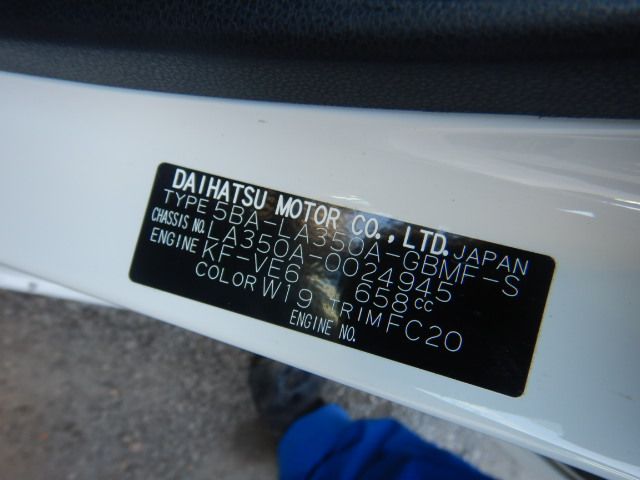 DAIHATSU MOTOR CO., LTD. JAPAN
TYPE 5BA-LA350A-GBMF-S
CHASSIS NO. LA350A-0024945
ENGINE KF-VE6 658cc
COLOR W19 TRIM FC20
ENGINE NO.